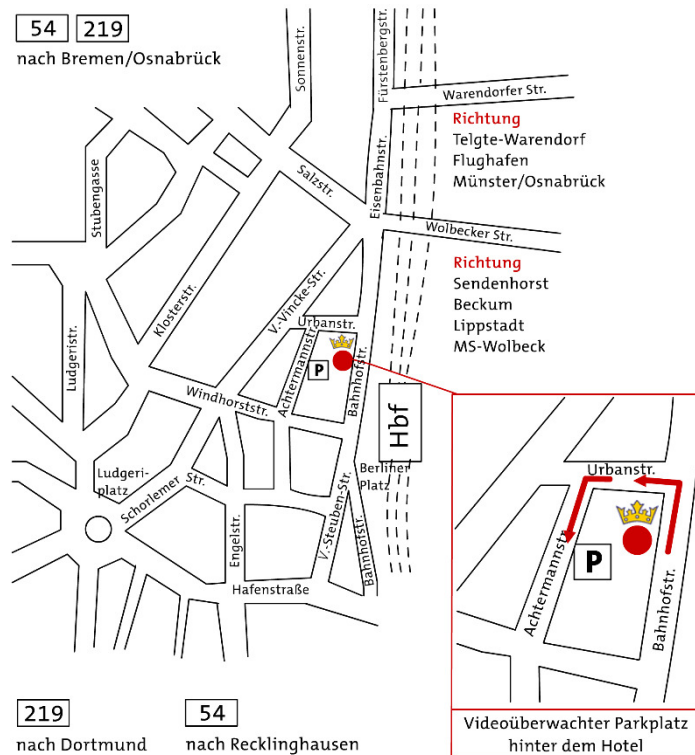 54 219
nach Bremen/Osnabrück
Sonnenstr.
Fürstenbergstr.
Warendorfer Str.
Richtung
Telgte-Warendorf
Flughafen
Münster/Osnabrück
Stubengasse
Salzstr.
Eisenbahnstr.
Wolbecker Str.
Richtung
Sendenhorst
Beckum
Lippstadt
MS-Wolbeck
Klosterstr.
V.-Vincke-Str.
Urbanstr.
Ludgeristr.
Achtermannstr.
P
Bahnhofstr.
Windhorststr.
Hbf
Berliner
Platz
Ludgeri-
platz
Schorlemer Str.
Engelstr.
V.-Steuben-Str.
Bahnhofstr.
Hafenstraße
Urbanstr.
Achtermannstr.
P
Bahnhofstr.
Videoüberwachter Parkplatz
hinter dem Hotel
219
nach Dortmund
54
nach Recklinghausen